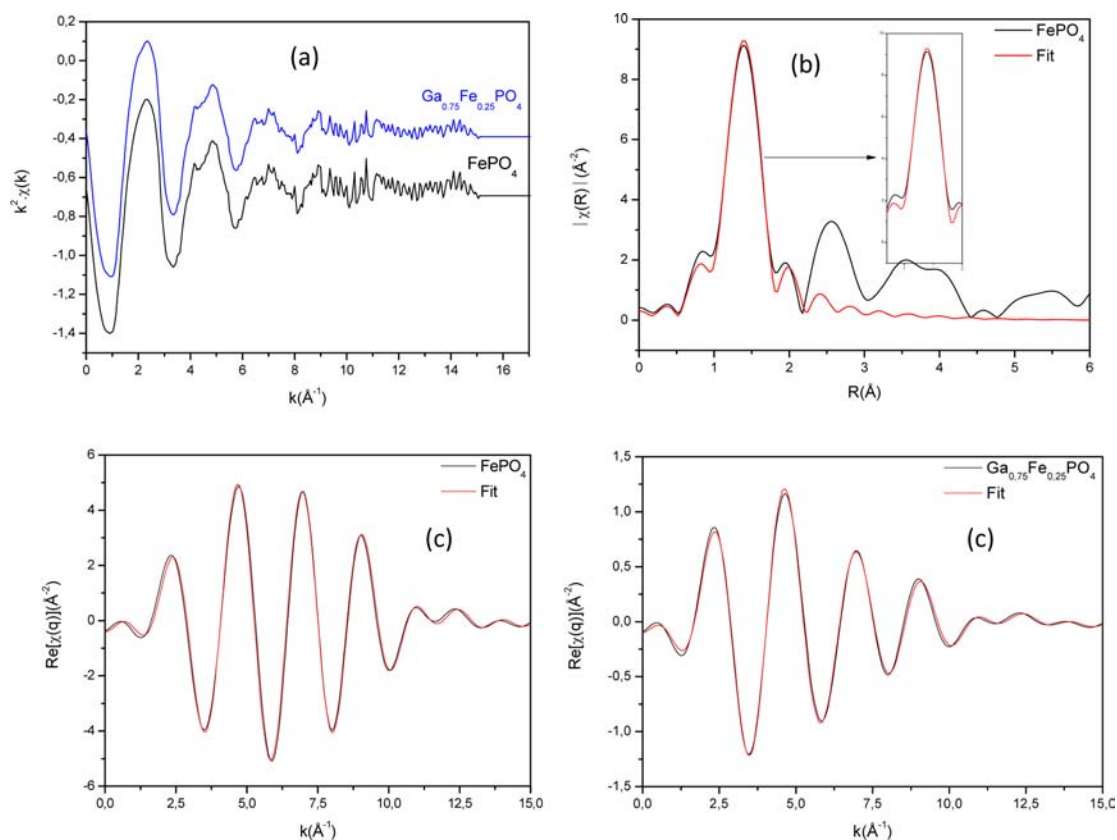 (a)
k².χ(k)
0,2
0,0
-0,2
-0,4
-0,6
-0,8
-1,0
-1,2
-1,4
Ga₀.₇₅Fe₀.₂₅PO₄
FePO₄
0 2 4 6 8 10 12 14 16
k(Å⁻¹)
(b)
| χ(R) | (Å⁻²)
10
8
6
4
2
0
FePO₄
Fit
0 1 2 3 4 5 6
R(Å)
(c)
Re[χ(q)](Å⁻²)
6
4
2
0
-2
-4
-6
FePO₄
Fit
0,0 2,5 5,0 7,5 10,0 12,5 15,0
k(Å⁻¹)
(c)
Re[χ(q)](Å⁻²)
1,5
1,0
0,5
0,0
-0,5
-1,0
-1,5
Ga₀,₇₅Fe₀,₂₅PO₄
Fit
0,0 2,5 5,0 7,5 10,0 12,5 15,0
k(Å⁻¹)